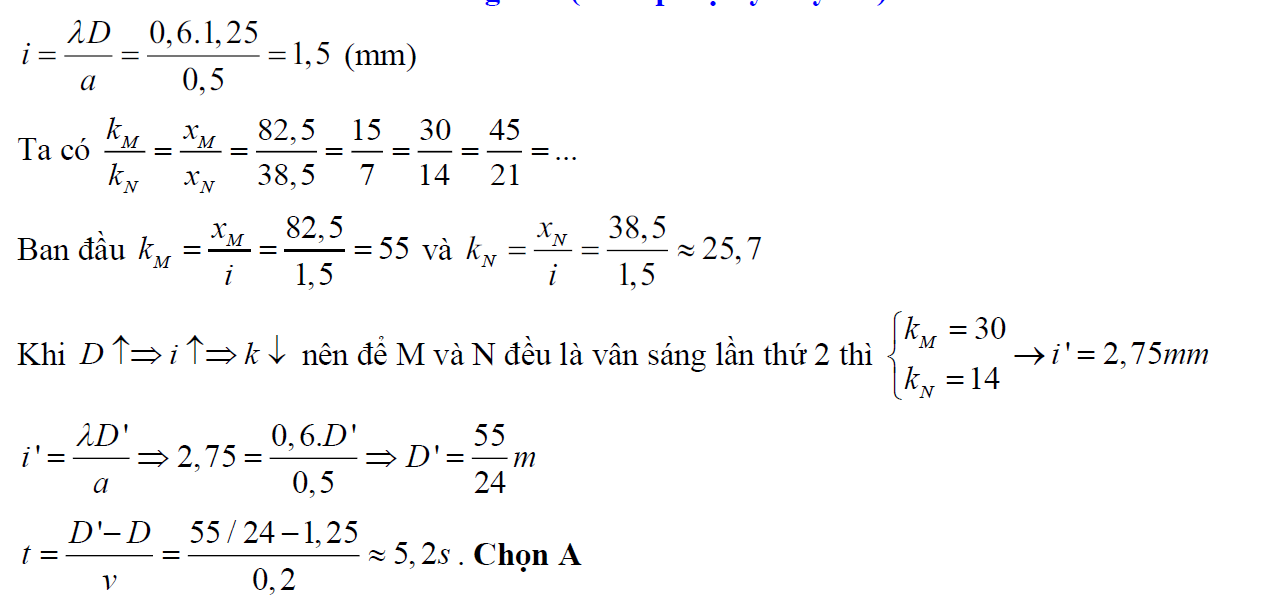 i = λD/a = 0,6.1,25/0,5 = 1,5 (mm)
Ta có k_M/k_N = x_M/x_N = 82,5/38,5 = 15/7 = 30/14 = 45/21 = ...
Ban đầu k_M = x_M/i = 82,5/1,5 = 55 và k_N = x_N/i = 38,5/1,5 ≈ 25,7
Khi D ↑⇒ i ↑⇒ k ↓ nên để M và N đều là vân sáng lần thứ 2 thì {k_M = 30, k_N = 14 → i' = 2,75mm
i' = λD'/a ⇒ 2,75 = 0,6.D'/0,5 ⇒ D' = 55/24 m
t = D'−D/v = 55/24−1,25/0,2 ≈ 5,2s . Chọn A